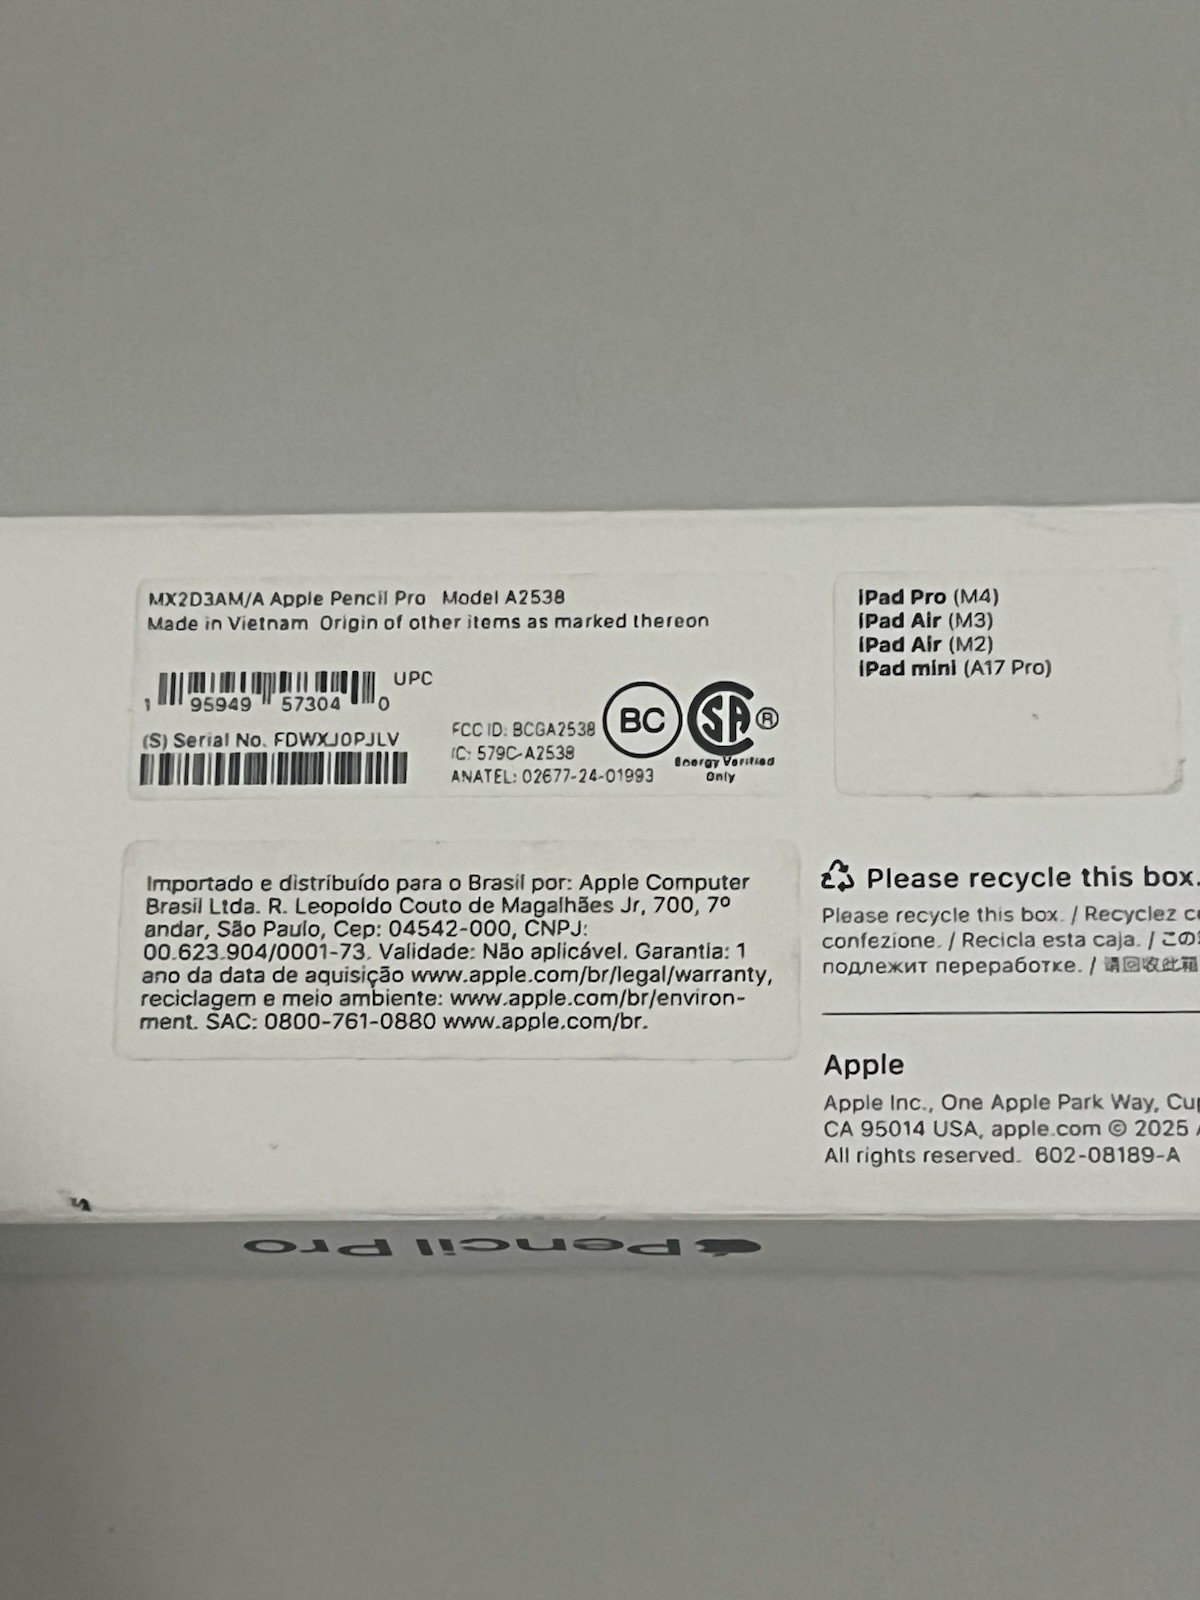 MX2D3AM/A Apple Pencil Pro Model A2538
Made in Vietnam Origin of other items as marked thereon
UPC
1 95949 57304 0
(S) Serial No. FDWXJ0PJLV
FCC ID: BCGA2538
IC: 579C-A2538
ANATEL: 02677-24-01993
BC
SA ®
Energy Verified
Only
iPad Pro (M4)
iPad Air (M3)
iPad Air (M2)
iPad mini (A17 Pro)
Importado e distribuído para o Brasil por: Apple Computer
Brasil Ltda. R. Leopoldo Couto de Magalhães Jr, 700, 7º
andar, São Paulo, Cep: 04542-000, CNPJ:
00.623.904/0001-73. Validade: Não aplicável. Garantia: 1
ano da data de aquisição www.apple.com/br/legal/warranty,
reciclagem e meio ambiente: www.apple.com/br/environ-
ment. SAC: 0800-761-0880 www.apple.com/br.
Please recycle this box.
Please recycle this box. / Recyclez
confezione. / Recicla esta caja. / この
подлежит переработке. / 请回收此箱
Apple
Apple Inc., One Apple Park Way,
CA 95014 USA, apple.com © 2025
All rights reserved. 602-08189-A
Pencil Pro